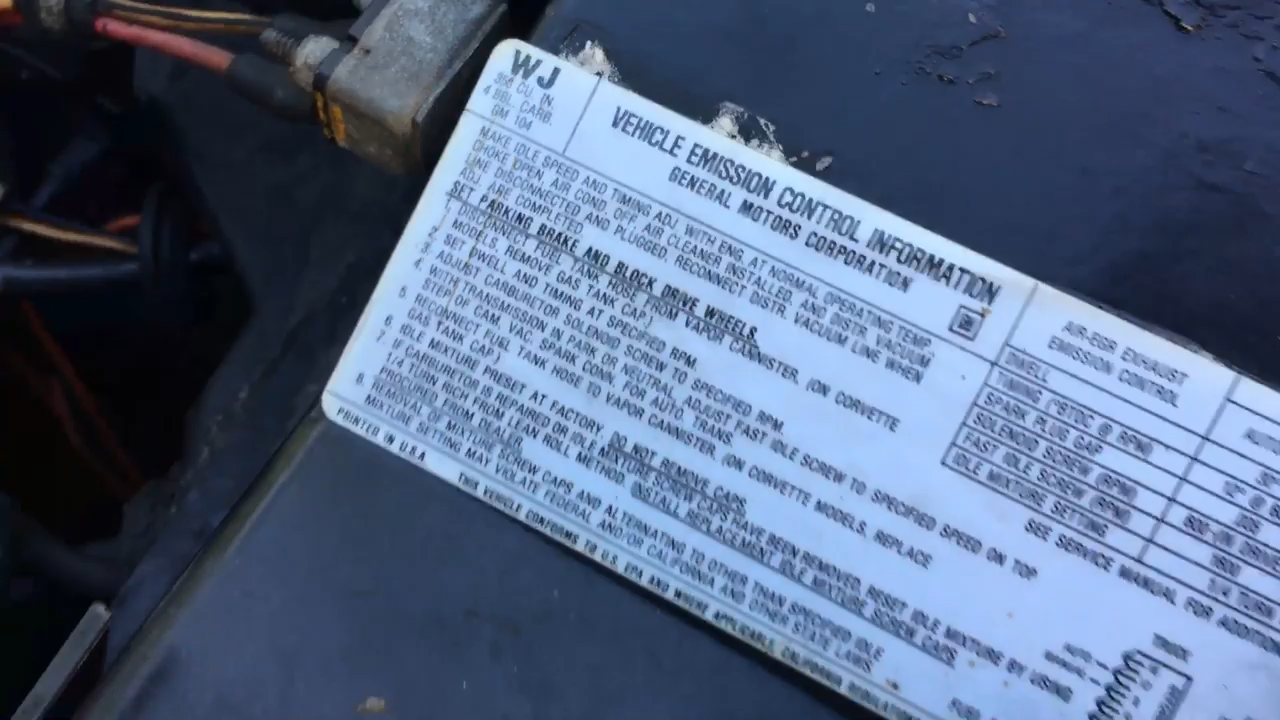 WJ
350 CU. IN.
4 BBL. CARB.
GM 104
VEHICLE EMISSION CONTROL INFORMATION
GENERAL MOTORS CORPORATION
GM
MAKE IDLE SPEED AND TIMING ADJ. WITH ENG. AT NORMAL OPERATING TEMP.
CHOKE OPEN, AIR COND. OFF, AIR CLEANER INSTALLED, AND DISTR. VACUUM
LINE DISCONNECTED AND PLUGGED. RECONNECT DISTR. VACUUM LINE WHEN
ADJ. ARE COMPLETED.
SET PARKING BRAKE AND BLOCK DRIVE WHEELS.
1. DISCONNECT FUEL TANK HOSE FROM VAPOR CANNISTER. (ON CORVETTE
MODELS, REMOVE GAS TANK CAP.)
2. SET DWELL AND TIMING AT SPECIFIED RPM.
3. ADJUST CARBURETOR SOLENOID SCREW TO SPECIFIED RPM.
4. WITH TRANSMISSION IN PARK OR NEUTRAL, ADJUST FAST IDLE SCREW TO SPECIFIED SPEED ON TOP
STEP OF CAM. VAC. SPARK CON. FOR AUTO. TRANS.
5. RECONNECT FUEL TANK HOSE TO VAPOR CANNISTER. (ON CORVETTE MODELS, REPLACE
GAS TANK CAP.)
6. IDLE MIXTURE PRESET AT FACTORY. DO NOT REMOVE CAPS.
7. IF CARBURETOR IS REPAIRED OR IDLE MIXTURE SCREW CAPS HAVE BEEN REMOVED RESET IDLE MIXTURE BY USING
1/4 TURN RICH FROM LEAN ROLL METHOD. INSTALL REPLACEMENT IDLE MIXTURE SCREW CAPS
PROCURED FROM DEALER.
8. REMOVAL OF MIXTURE SCREW CAPS AND ALTERNATING TO OTHER THAN SPECIFIED IDLE
MIXTURE SETTING MAY VIOLATE FEDERAL AND/OR CALIFORNIA AND OTHER STATE LAWS
PRINTED IN U.S.A.
THIS VEHICLE CONFORMS TO U.S. EPA AND WHERE APPLICABLE, CALIFORNIA
AIR-EGR EXHAUST
EMISSION CONTROL
DWELL
TIMING (°BTDC @ RPM)
SPARK PLUG GAP
SOLENOID SCREW (RPM)
FAST IDLE SCREW (RPM)
IDLE MIXTURE SETTING
1/4 TURN
SEE SERVICE MANUAL FOR